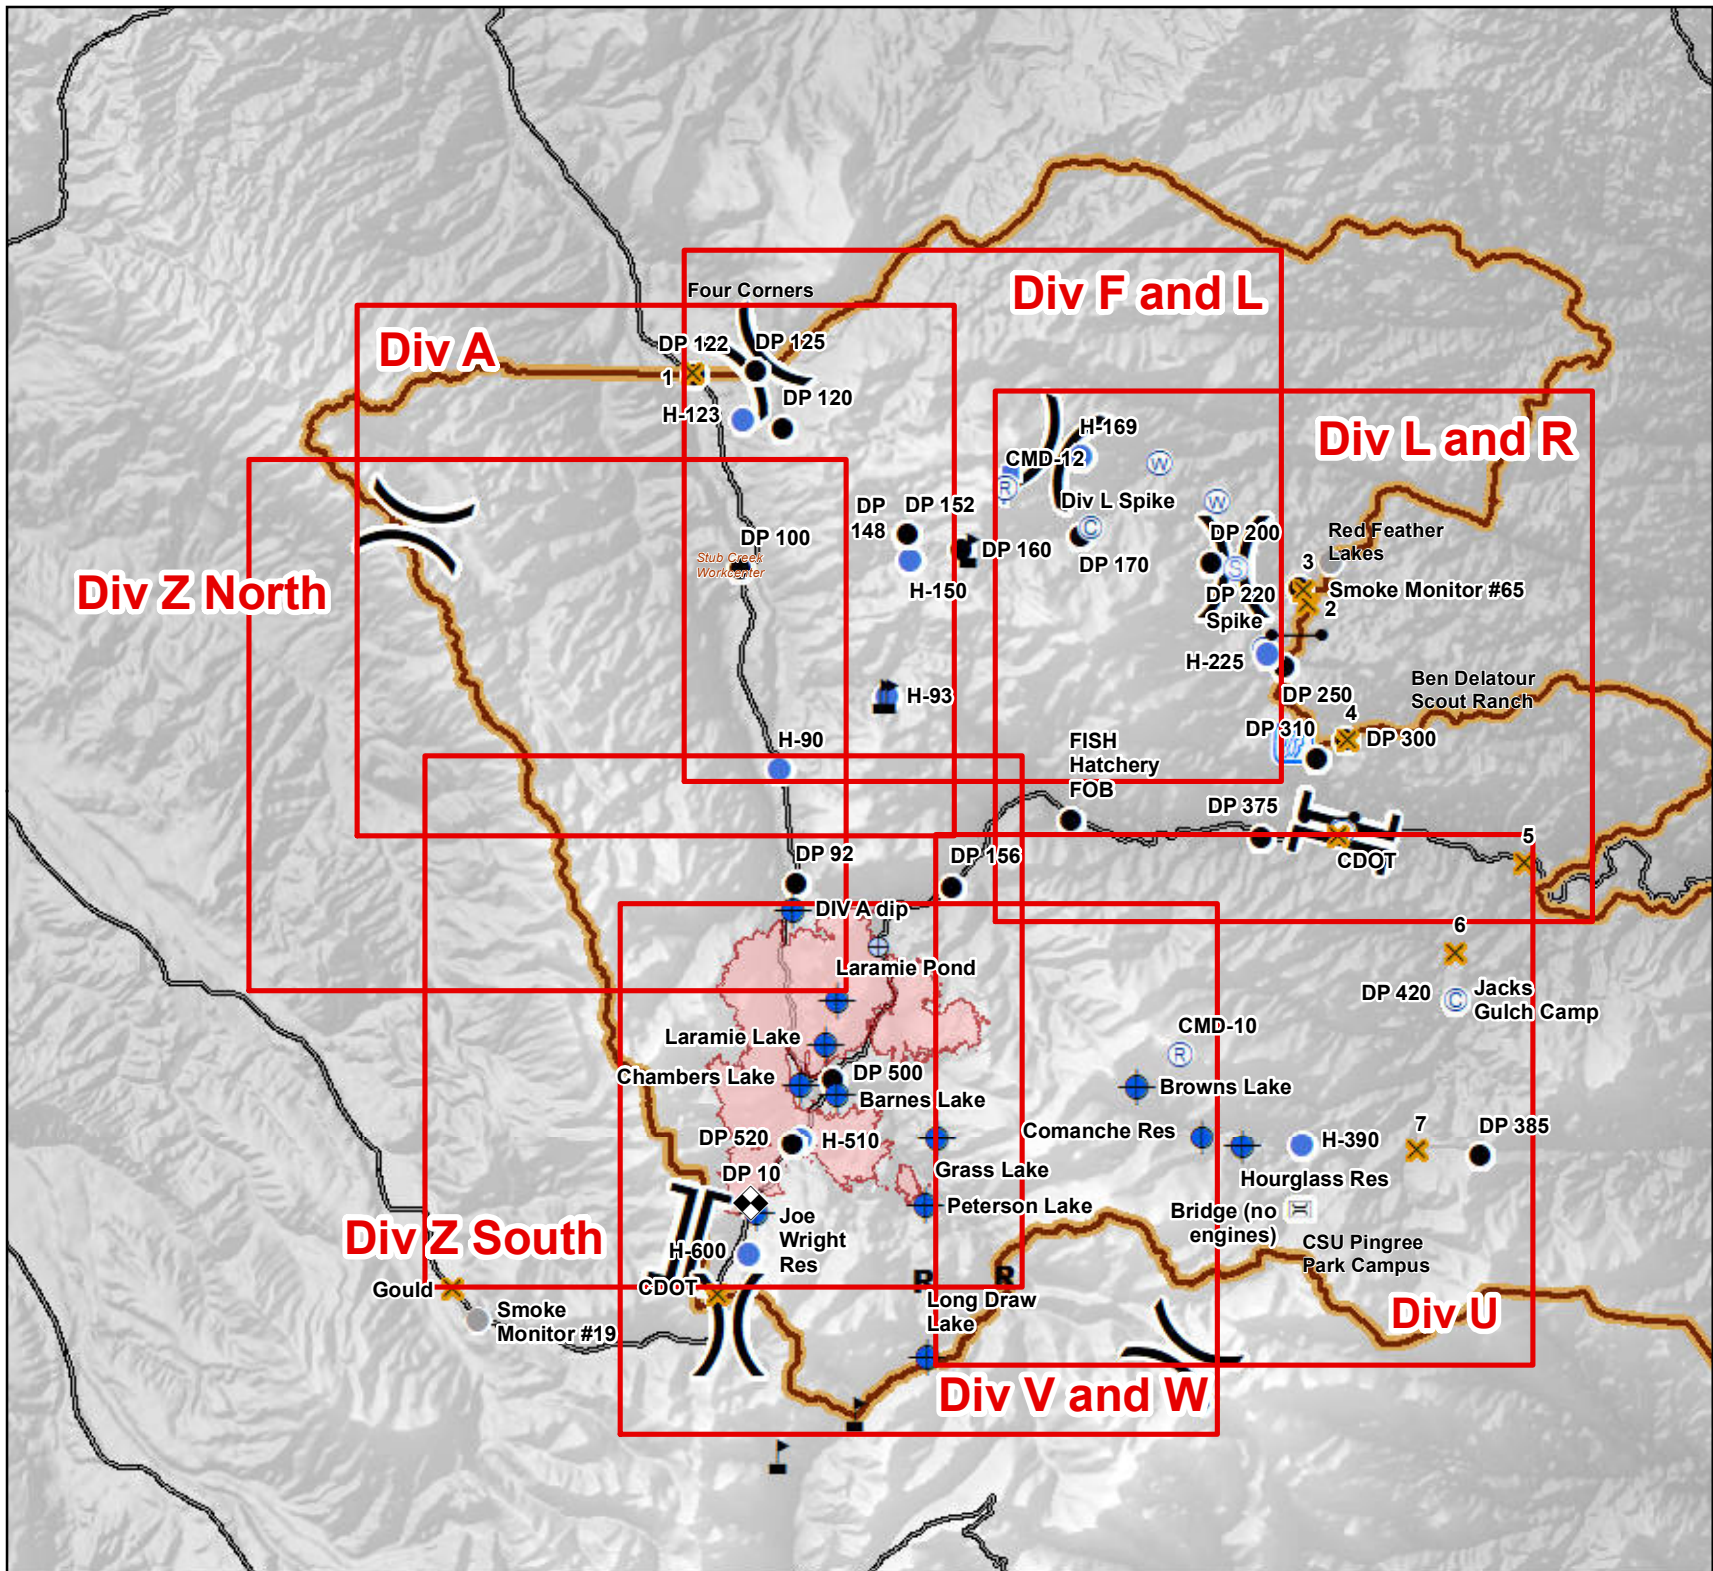 Div F and L
Four Corners
Div A
DP 122
DP 125
1
DP 120
H-123
H-169
Div L and R
CMD-12
R
W
Div L Spike
W
DP
148
DP 152
C
DP 100
Stub Creek
Workcenter
DP 160
DP 170
DP 200
Red Feather
Lakes
S
3
H-150
Div Z North
DP 220
Spike
Smoke Monitor #65
2
H-225
H-93
DP 250
Ben Delatour
Scout Ranch
4
DP 310
DP 300
H-90
FISH
Hatchery
FOB
DP 375
5
CDOT
DP 92
DP 156
DIV A dip
6
Laramie Pond
DP 420
C
Jacks
Gulch Camp
Laramie Lake
CMD-10
R
Chambers Lake
DP 500
Barnes Lake
Browns Lake
DP 520
H-510
Comanche Res
H-390
7
DP 385
DP 10
Grass Lake
Hourglass Res
Peterson Lake
Joe
Wright
Res
Bridge (no
engines)
Div Z South
H-600
CSU Pingree
Park Campus
Gould
CDOT
R
R
Long Draw
Lake
Smoke
Monitor #19
Div U
Div V and W